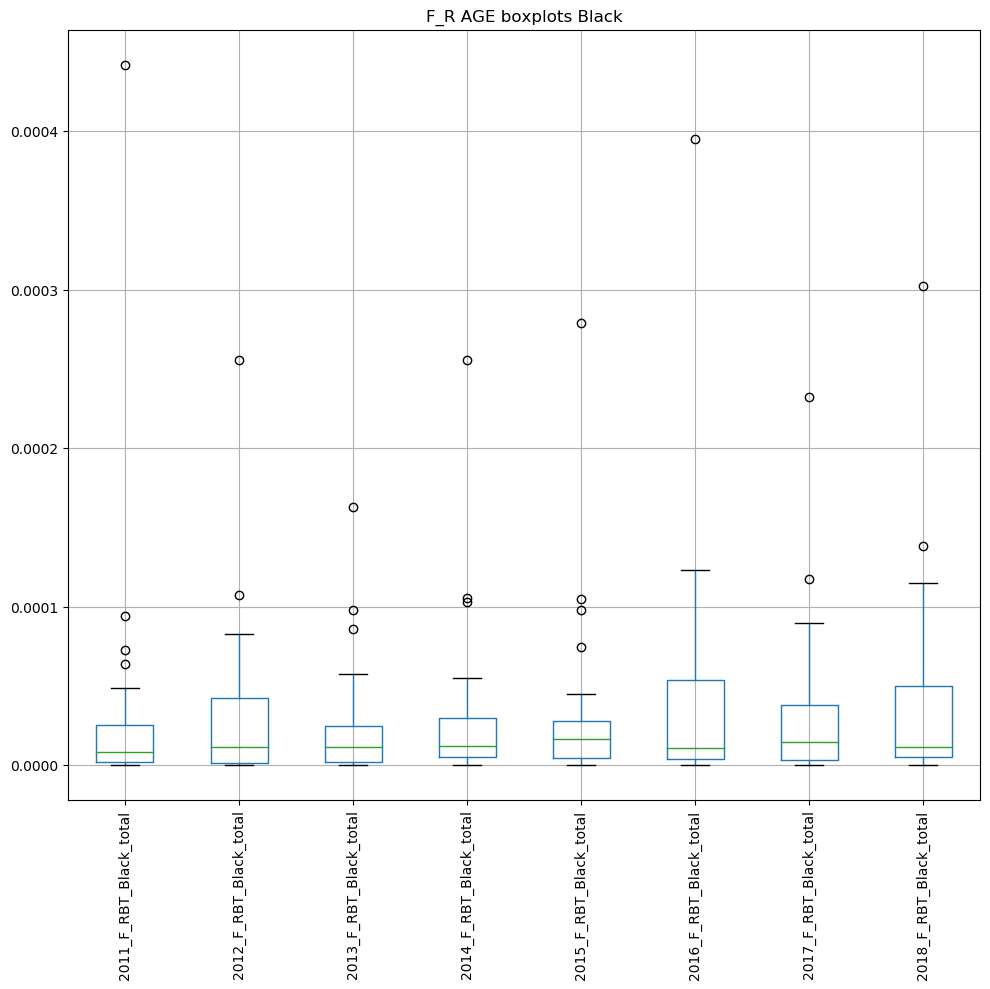 F_R AGE boxplots Black
0.0004
0.0003
0.0002
0.0001
0.0000
2011_F_RBT_Black_total
2012_F_RBT_Black_total
2013_F_RBT_Black_total
2014_F_RBT_Black_total
2015_F_RBT_Black_total
2016_F_RBT_Black_total
2017_F_RBT_Black_total
2018_F_RBT_Black_total